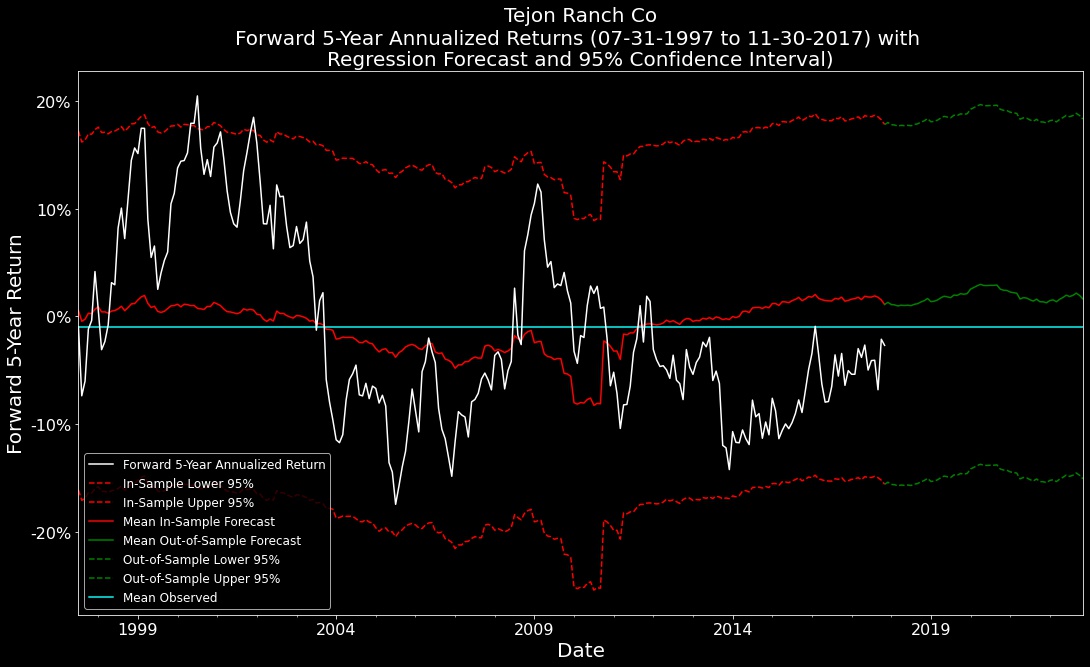 Tejon Ranch Co
Forward 5-Year Annualized Returns (07-31-1997 to 11-30-2017) with
Regression Forecast and 95% Confidence Interval)
Forward 5-Year Return
20%
10%
0%
-10%
-20%
Forward 5-Year Annualized Return
In-Sample Lower 95%
In-Sample Upper 95%
Mean In-Sample Forecast
Mean Out-of-Sample Forecast
Out-of-Sample Lower 95%
Out-of-Sample Upper 95%
Mean Observed
1999 2004 2009 2014 2019
Date